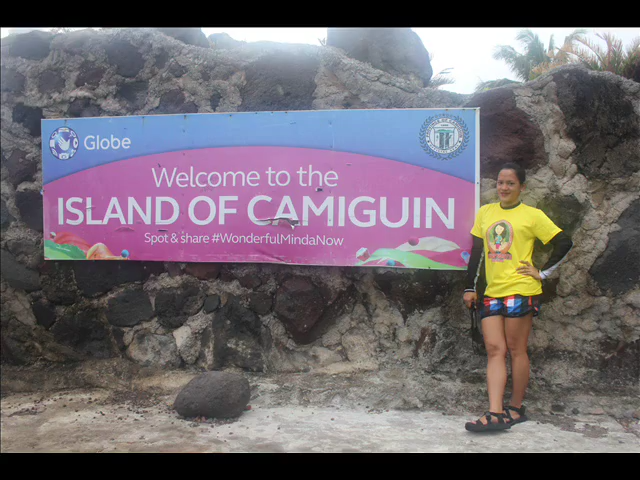 Globe
Welcome to the
ISLAND OF CAMIGUIN
Spot & share #WonderfulMindaNow